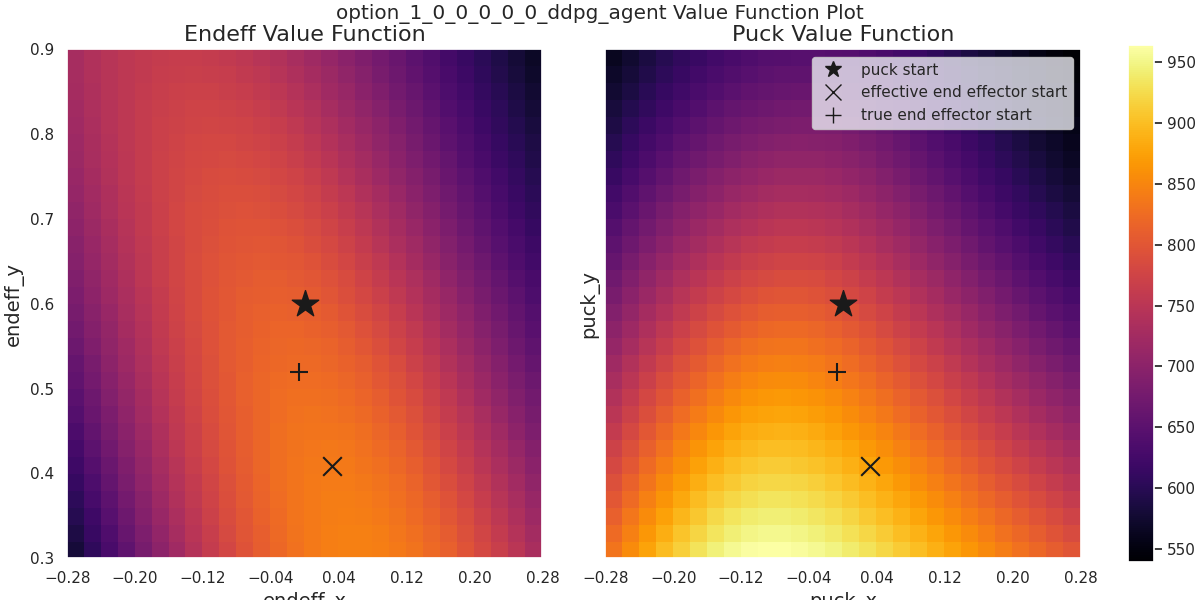 option_1_0_0_0_0_0_ddpg_agent Value Function Plot
Endeff Value Function
Puck Value Function
puck start
effective end effector start
true end effector start
endeff_y
0.9
0.8
0.7
0.6
0.5
0.4
0.3
−0.28 −0.20 −0.12 −0.04 0.04 0.12 0.20 0.28
endeff_x
puck_y
−0.28 −0.20 −0.12 −0.04 0.04 0.12 0.20 0.28
puck_x
950
900
850
800
750
700
650
600
550